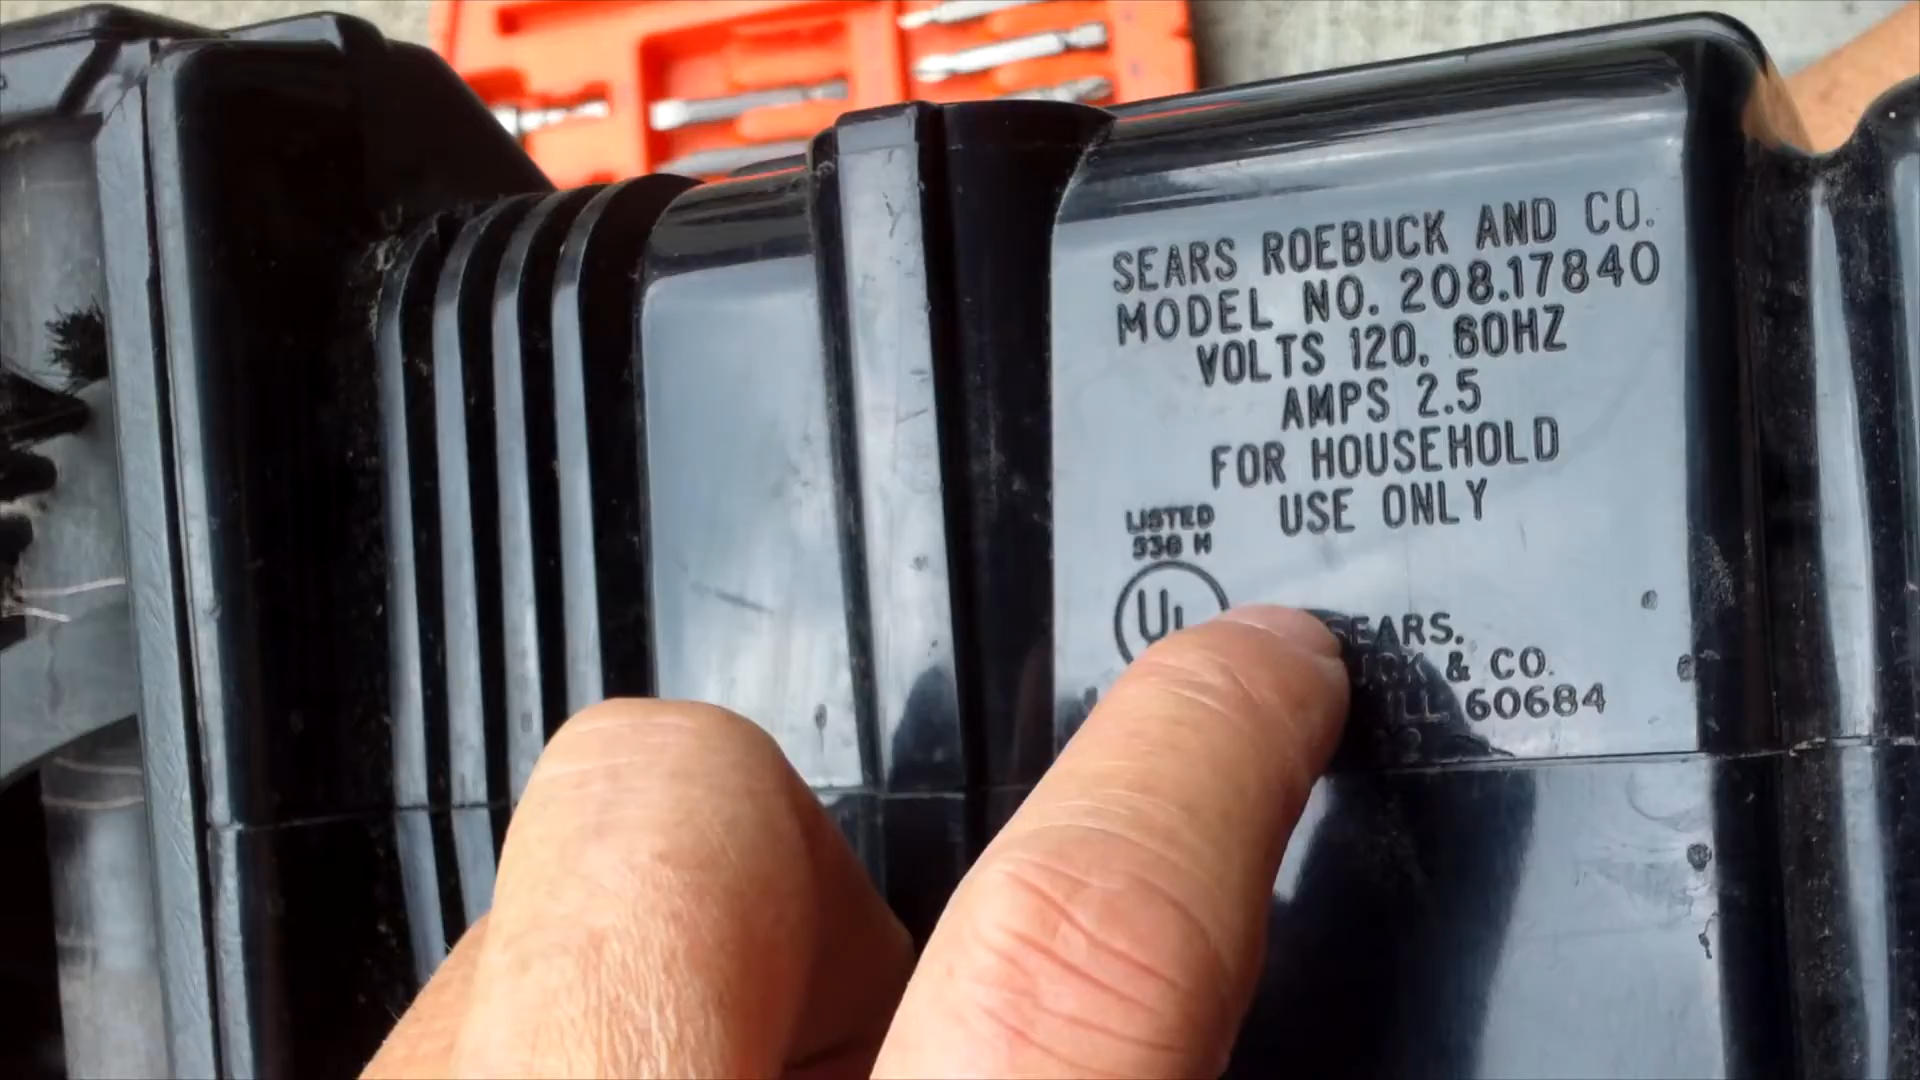 SEARS ROEBUCK AND CO.
MODEL NO. 208.17840
VOLTS 120, 60HZ
AMPS 2.5
FOR HOUSEHOLD
USE ONLY
LISTED
UL
SEARS.
& CO.
ILL 60684